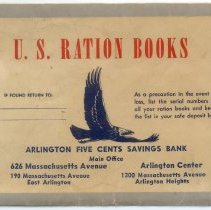 U. S. RATION BOOKS
IF FOUND RETURN TO:
As a precaution in the event
loss, list the serial numbers
all your ration books and
the list in your safe deposit
ARLINGTON FIVE CENTS SAVINGS BANK
Main Office
626 Massachusetts Avenue
Arlington Center
190 Massachusetts Avenue
1300 Massachusetts Avenue
East Arlington
Arlington Heights